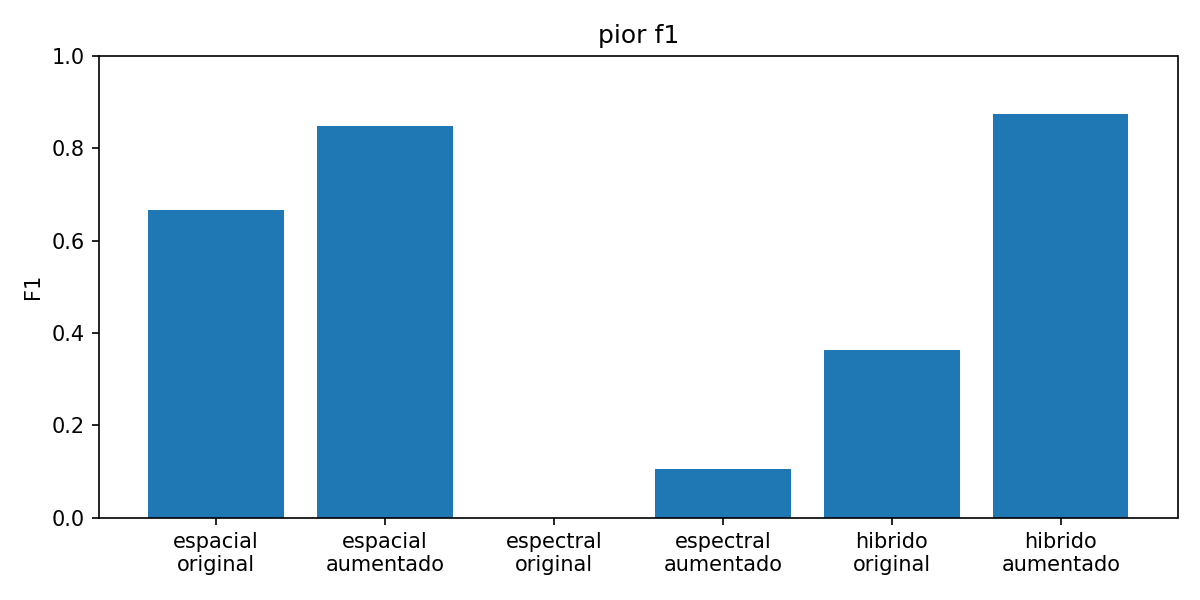 pior f1
1.0
0.8
0.6
0.4
0.2
0.0
F1
espacial
original
espacial
aumentado
espectral
original
espectral
aumentado
hibrido
original
hibrido
aumentado